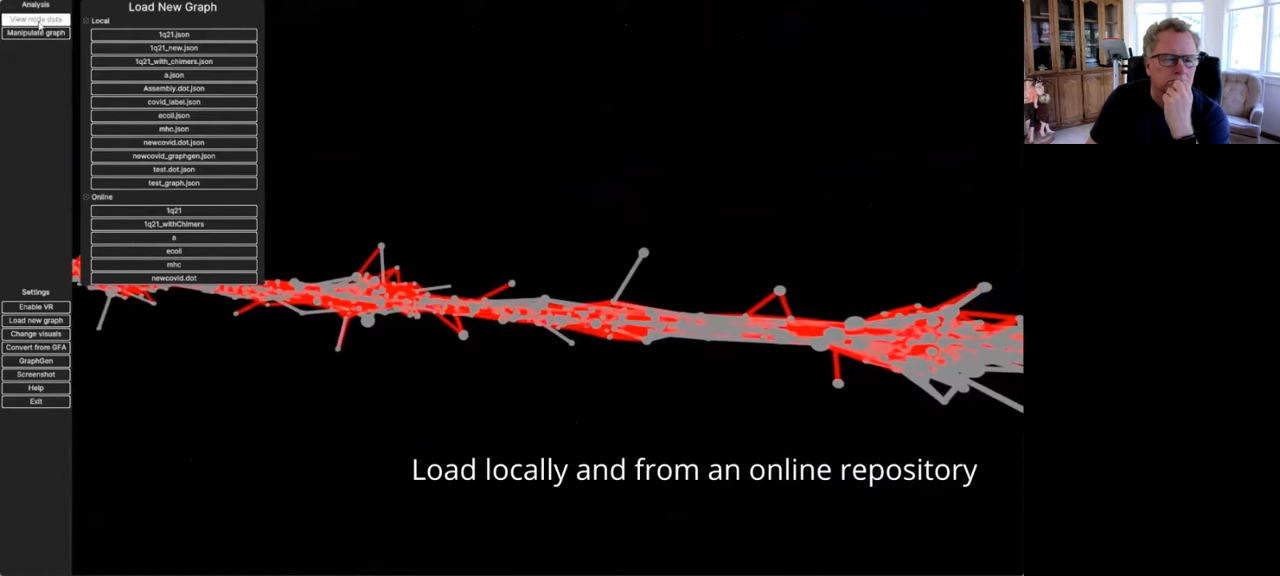 Analysis
View node data
Manipulate graph
Load New Graph
Local
1q21.json
1q21_new.json
1q21_with_chimers.json
a.json
Assembly.dot.json
covid_label.json
ecoli.json
mhc.json
newcovid.dot.json
newcovid_graphgen.json
test.dot.json
test_graph.json
Online
1q21
1q21_withChimers
a
ecoli
mhc
newcovid.dot
Settings
Enable VR
Load new graph
Change visuals
Convert from GFA
GraphGen
Screenshot
Help
Exit
Load locally and from an online repository